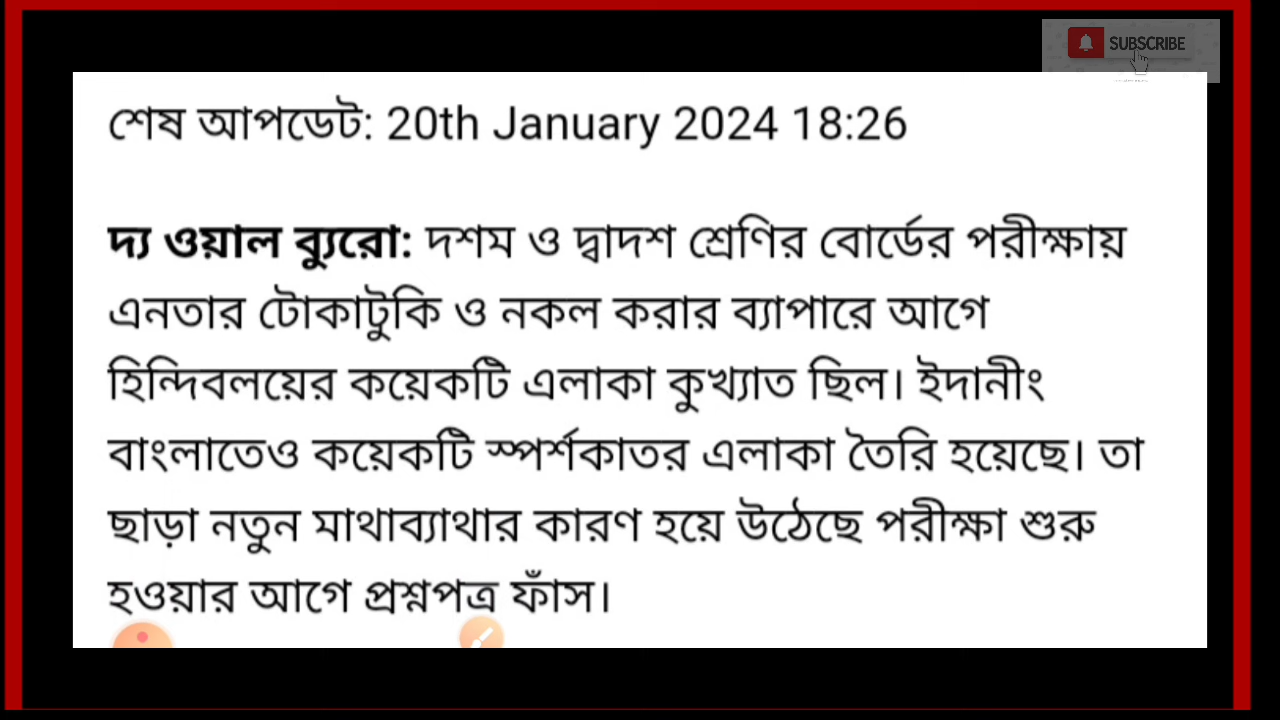 SUBSCRIBE
শেষ আপডেট: 20th January 2024 18:26
দ্য ওয়াল ব্যুরো: দশম ও দ্বাদশ শ্রেণির বোর্ডের পরীক্ষায়
এনতার টোকাটুকি ও নকল করার ব্যাপারে আগে
হিন্দিবলয়ের কয়েকটি এলাকা কুখ্যাত ছিল। ইদানীং
বাংলাতেও কয়েকটি স্পর্শকাতর এলাকা তৈরি হয়েছে। তা
ছাড়া নতুন মাথাব্যাথার কারণ হয়ে উঠেছে পরীক্ষা শুরু
হওয়ার আগে প্রশ্নপত্র ফাঁস।